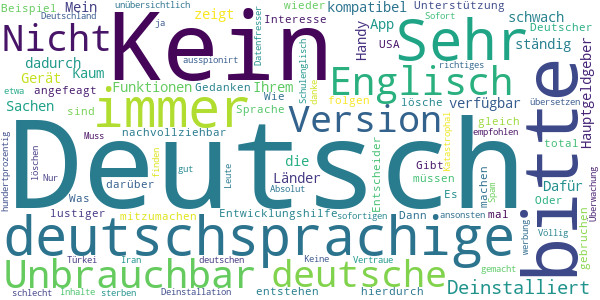 Beispiel Deutschland unübersichtlich
Mein
Nicht
ja
Kein
ausspioniert
zeigt
Datenfresser
wieder
Interesse
Schulenglisch
danke
kompatibel
App
Handy
Unterstützung
Sofort
schwach
Deutscher
USA
ständig
richtiges
übersetzen
Hauptgeldgeber
Sehr
dadurch
Gerät
Kaum
Sachen
angefeagt
sind
etwa
immer
Funktionen
Gedanken
Ihrem
Wie
Sprache
Englisch
folgen
lösche
verfügbar
gleich
empfohlen
Version
nachvollziehbar
Muss
hundertprozentig
löschen
Nur
darüber
Was
finden
gut
Leute
Deutsch
die
Länder
Absolut
Gibt
müssen
Es
Entscheider
Katastrophal
Spam
machen
total
Dafür
Oder
bitte
gebruchen
Überwachung
lustiger
mitzumachen
Entwicklungshilfe
sofortigen
Dann
ansonsten
mal
deutschsprachige
werbung
Völlig
Unbrauchbar
Türkei
Iran
deutschen
Keine
Vertraue
gemacht
deutsche
Deinstalliert
schlecht
Inhalte
sterben
Deinstallation
entstehen
hierdurch